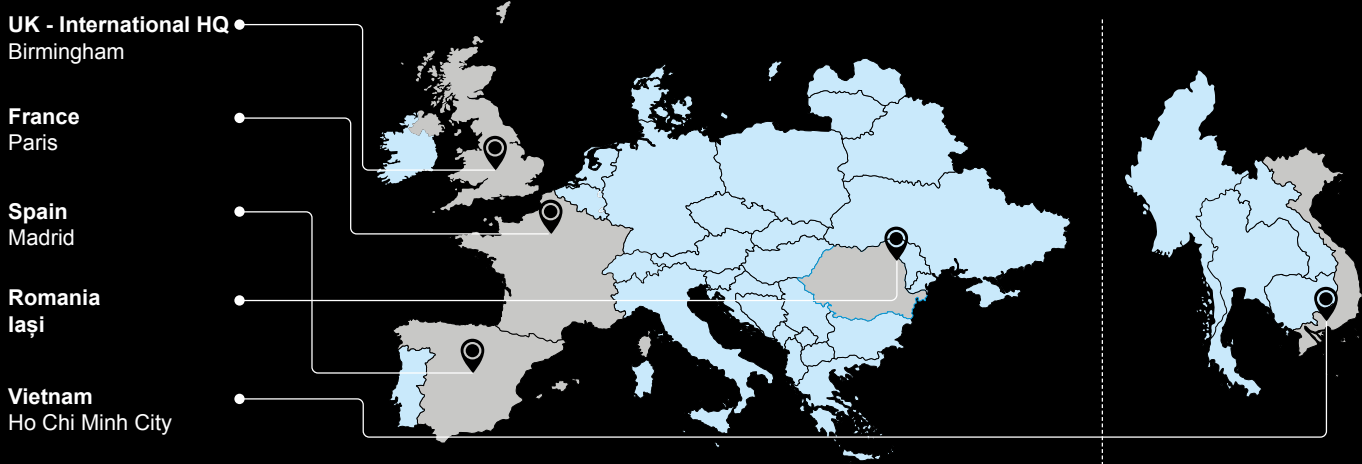 UK - International HQ
Birmingham
France
Paris
Spain
Madrid
Romania
Iași
Vietnam
Ho Chi Minh City